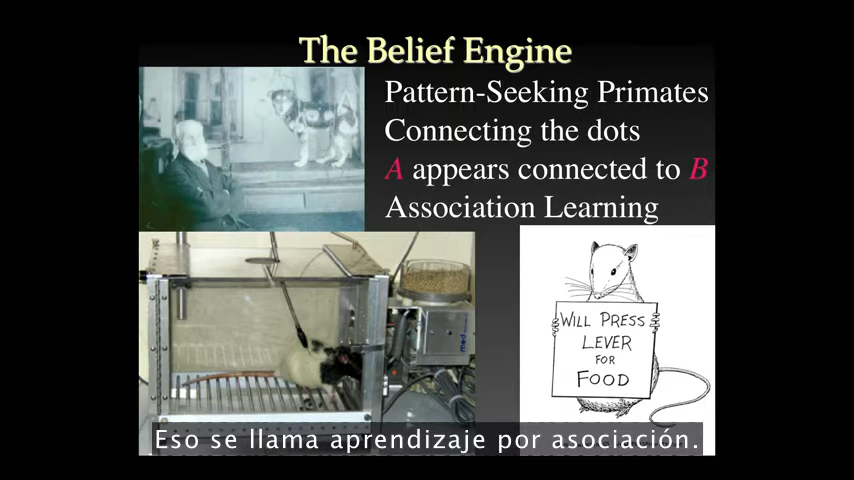 The Belief Engine
Pattern-Seeking Primates
Connecting the dots
A appears connected to B
Association Learning
WILL PRESS
LEVER
FOR
FOOD
med
Eso se llama aprendizaje por asociación.